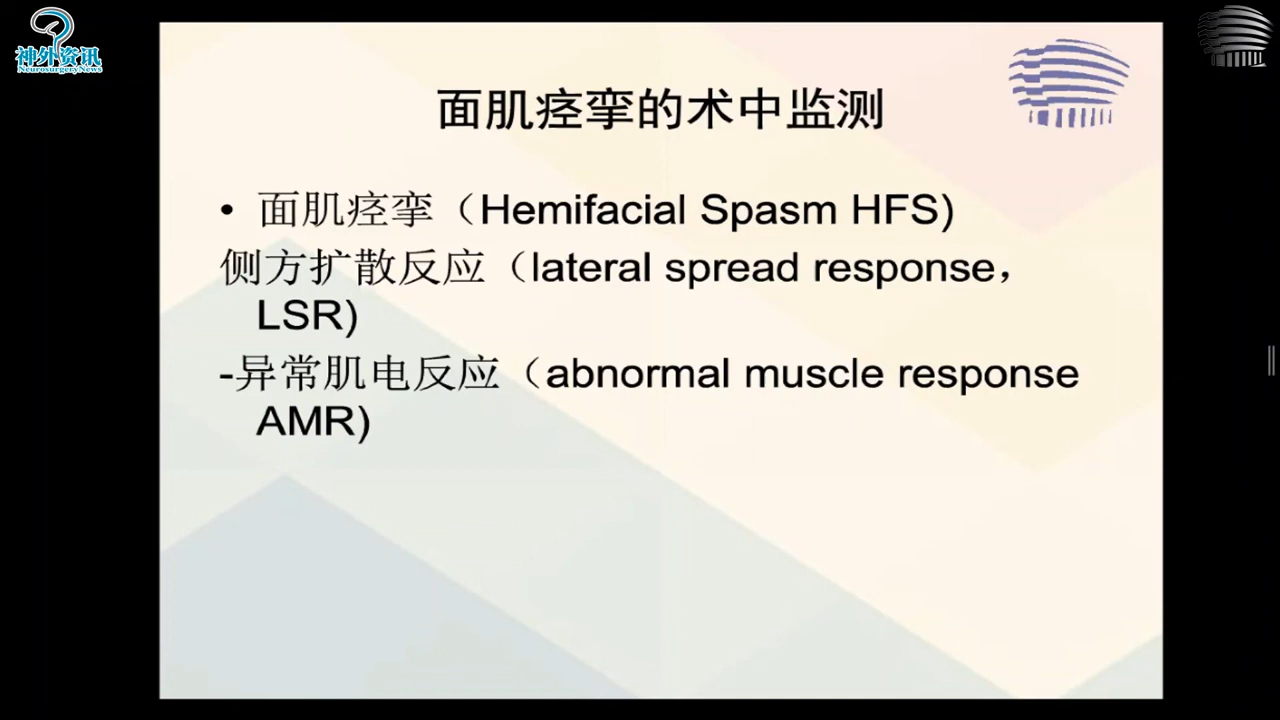 神外资讯
NeurosurgeryNews
面肌痉挛的术中监测
• 面肌痉挛（Hemifacial Spasm HFS)
侧方扩散反应（lateral spread response，
LSR)
-异常肌电反应（abnormal muscle response
AMR)